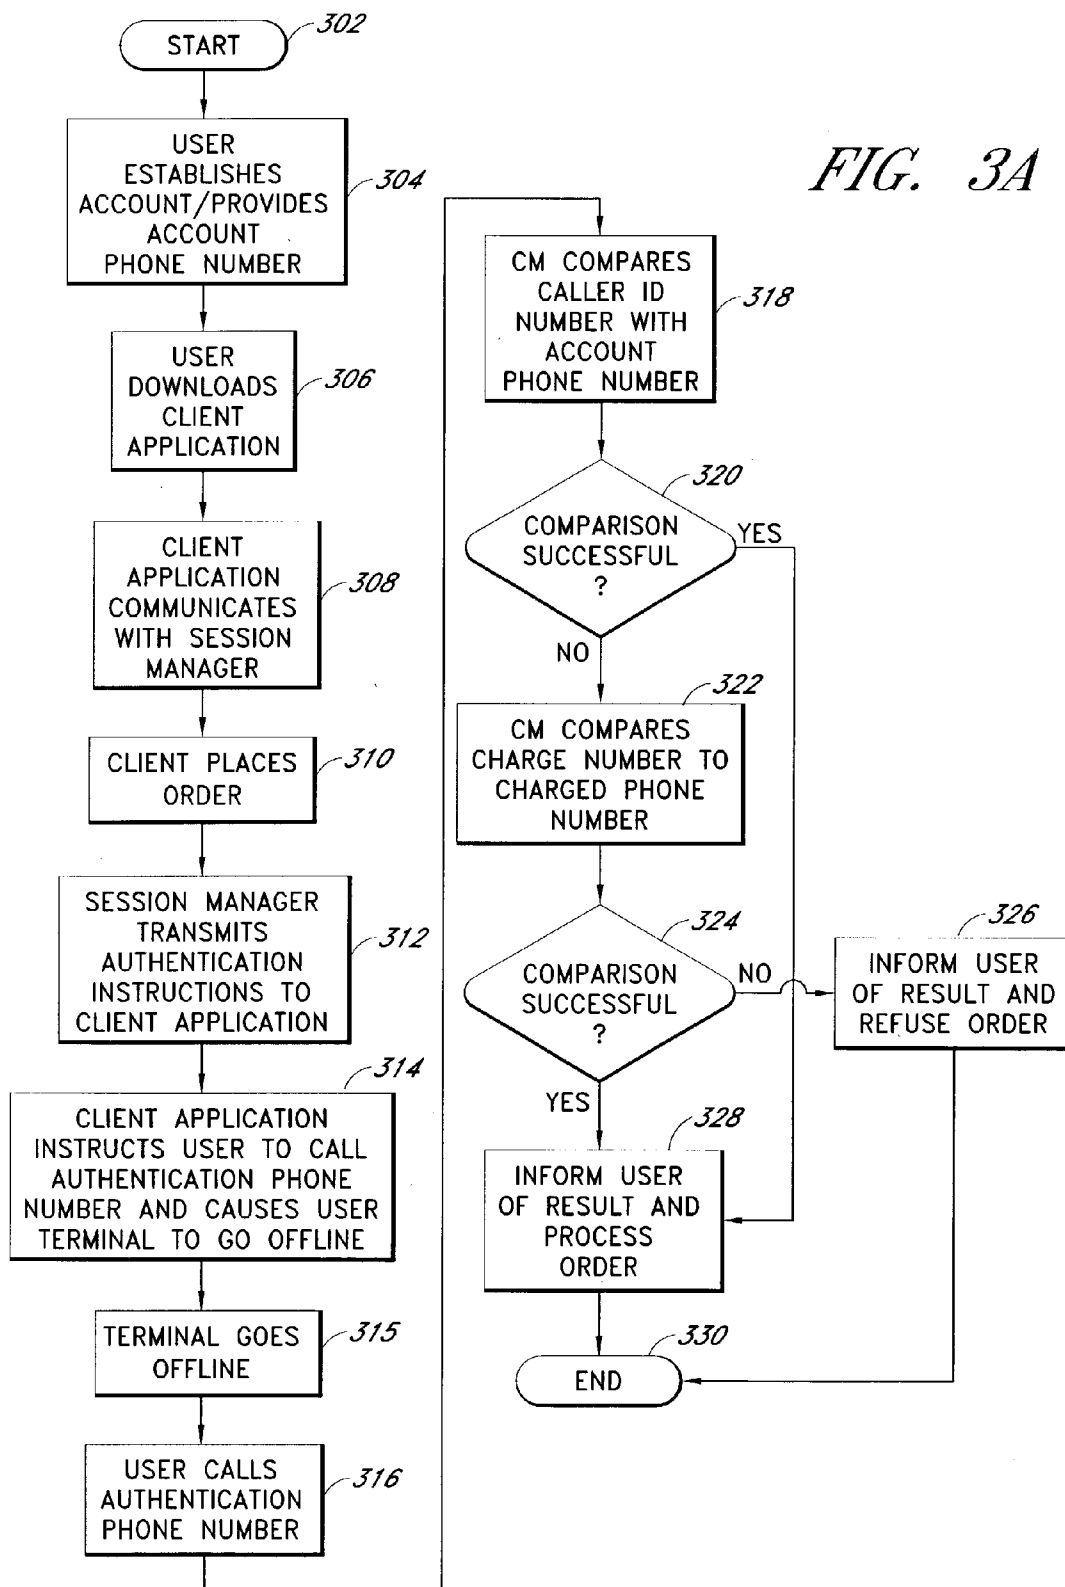 START
302
USER
ESTABLISHES
ACCOUNT/PROVIDES
ACCOUNT
PHONE NUMBER
304
USER
DOWNLOADS
CLIENT
APPLICATION
306
CLIENT
APPLICATION
COMMUNICATES
WITH SESSION
MANAGER
308
CLIENT PLACES
ORDER
310
SESSION MANAGER
TRANSMITS
AUTHENTICATION
INSTRUCTIONS TO
CLIENT APPLICATION
312
314
CLIENT APPLICATION
INSTRUCTS USER TO CALL
AUTHENTICATION PHONE
NUMBER AND CAUSES USER
TERMINAL TO GO OFFLINE
TERMINAL GOES
OFFLINE
315
USER CALLS
AUTHENTICATION
PHONE NUMBER
316
FIG. 3A
CM COMPARES
CALLER ID
NUMBER WITH
ACCOUNT
PHONE NUMBER
318
320
COMPARISON
SUCCESSFUL
?
YES
NO
322
CM COMPARES
CHARGE NUMBER TO
CHARGED PHONE
NUMBER
324
COMPARISON
SUCCESSFUL
?
NO
YES
326
INFORM USER
OF RESULT AND
REFUSE ORDER
328
INFORM USER
OF RESULT AND
PROCESS
ORDER
330
END